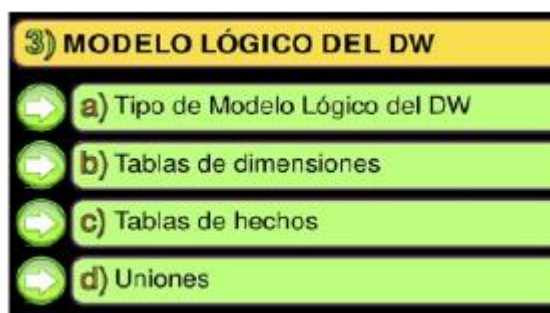 3) MODELO LÓGICO DEL DW
a) Tipo de Modelo Lógico del DW
b) Tablas de dimensiones
c) Tablas de hechos
d) Uniones